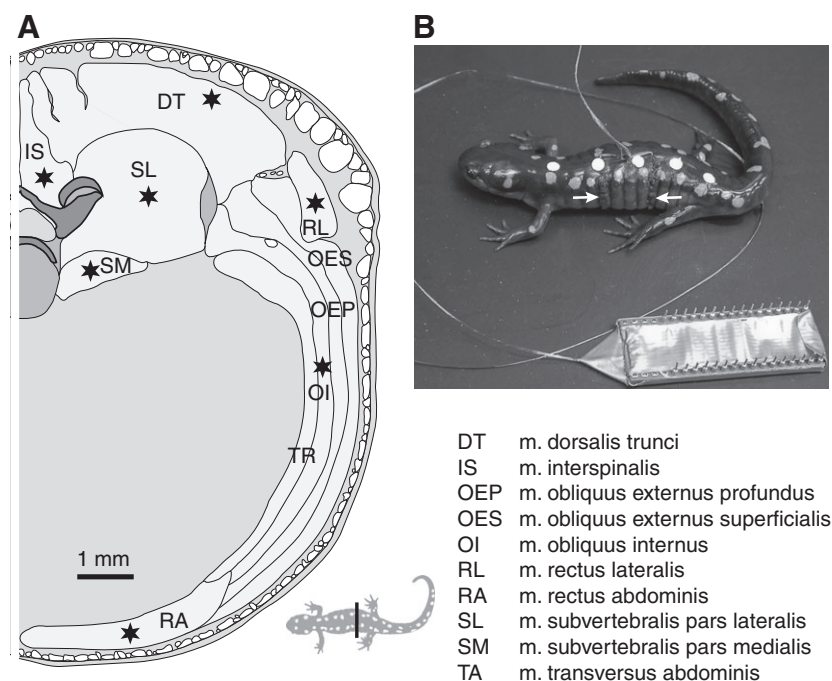 A
B
DT
IS
SL
RL
SM
OES
OEP
OI
TR
1 mm
RA
DT m. dorsalis trunci
IS m. interspinalis
OEP m. obliquus externus profundus
OES m. obliquus externus superficialis
OI m. obliquus internus
RL m. rectus lateralis
RA m. rectus abdominis
SL m. subvertebralis pars lateralis
SM m. subvertebralis pars medialis
TA m. transversus abdominis